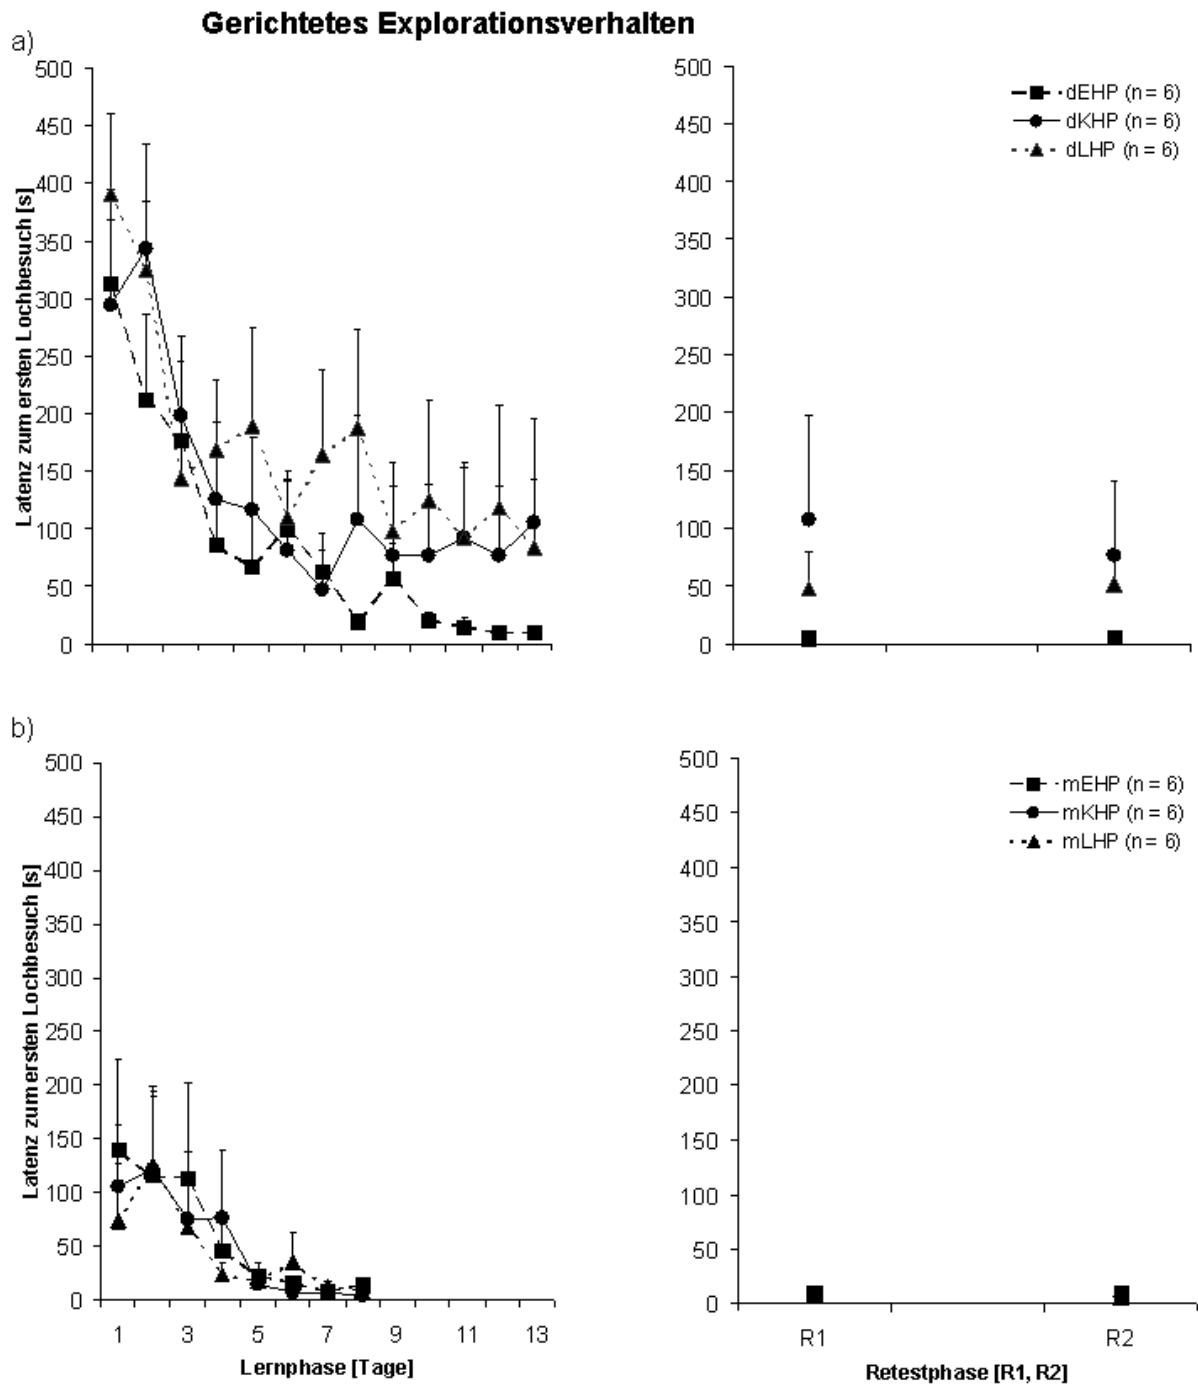 Gerichtetes Explorationsverhalten
a)
500
450
400
350
300
250
200
150
100
50
0
Latenz zum ersten Lochbesuch [s]
500
450
400
350
300
250
200
150
100
50
0
dEHP (n = 6)
dKHP (n = 6)
dLHP (n = 6)
b)
500
450
400
350
300
250
200
150
100
50
0
Latenz zum ersten Lochbesuch [s]
1 3 5 7 9 11 13
Lernphase [Tage]
500
450
400
350
300
250
200
150
100
50
0
mEHP (n = 6)
mKHP (n = 6)
mLHP (n = 6)
R1 R2
Retestphase [R1, R2]